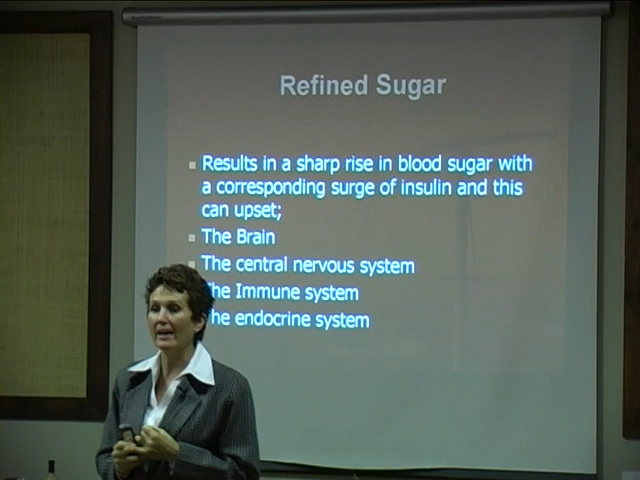 Refined Sugar
Results in a sharp rise in blood sugar with
a corresponding surge of insulin and this
can upset;
The Brain
The central nervous system
he Immune system
he endocrine system